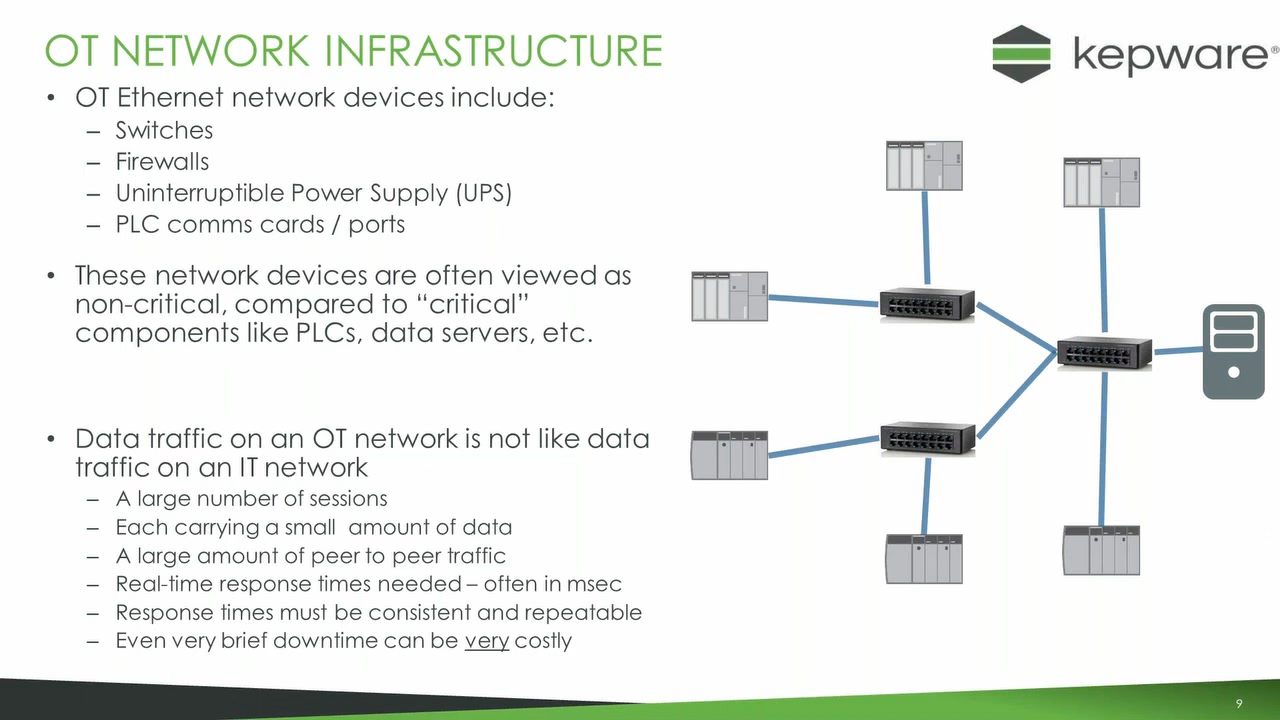 OT NETWORK INFRASTRUCTURE
kepware®
• OT Ethernet network devices include:
– Switches
– Firewalls
– Uninterruptible Power Supply (UPS)
– PLC comms cards / ports
• These network devices are often viewed as
non-critical, compared to “critical”
components like PLCs, data servers, etc.
• Data traffic on an OT network is not like data
traffic on an IT network
– A large number of sessions
– Each carrying a small  amount of data
– A large amount of peer to peer traffic
– Real-time response times needed – often in msec
– Response times must be consistent and repeatable
– Even very brief downtime can be very costly
9